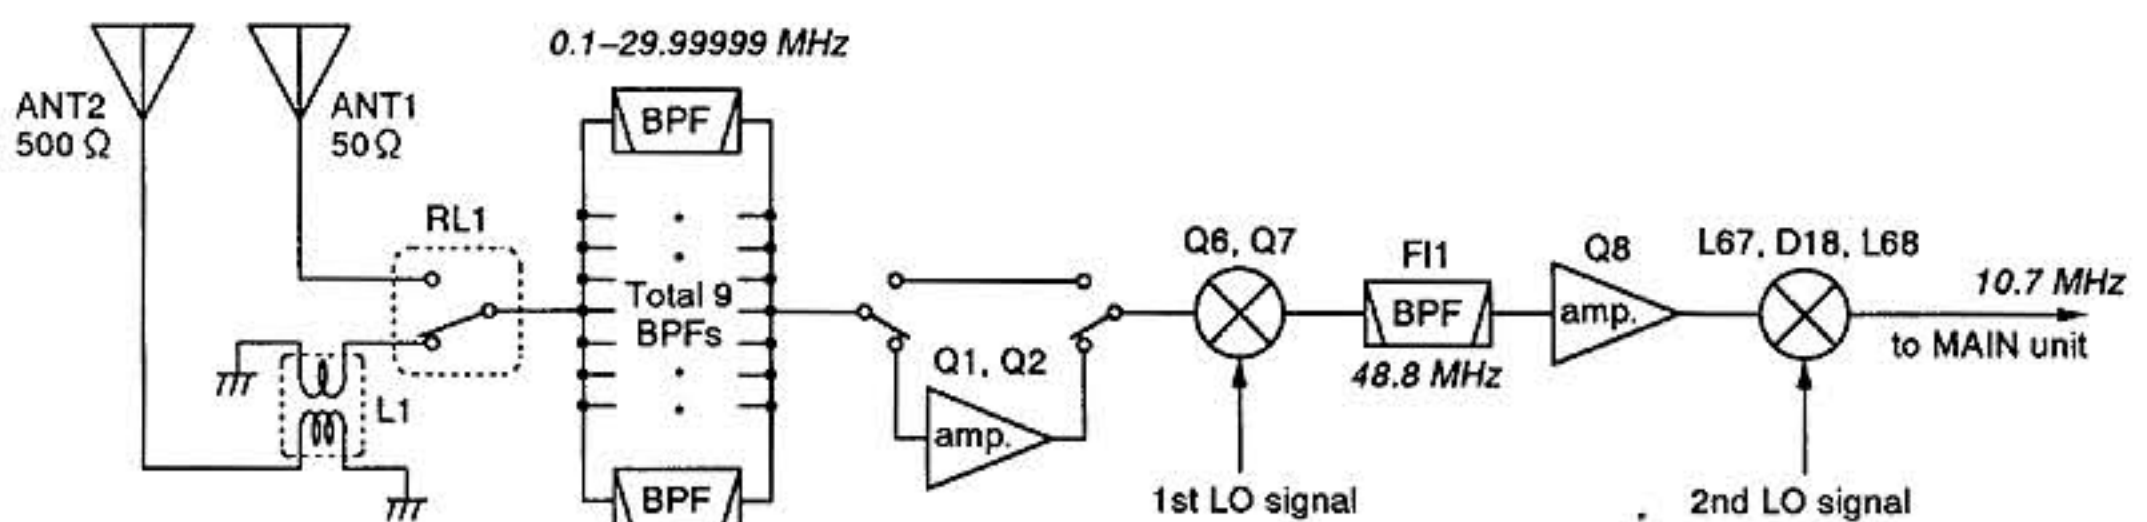 0.1–29.99999 MHz
ANT2
500 Ω
ANT1
50 Ω
BPF
RL1
Total 9
BPFs
L1
BPF
Q1, Q2
amp.
Q6, Q7
1st LO signal
FI1
BPF
48.8 MHz
Q8
amp.
L67, D18, L68
2nd LO signal
10.7 MHz
to MAIN unit